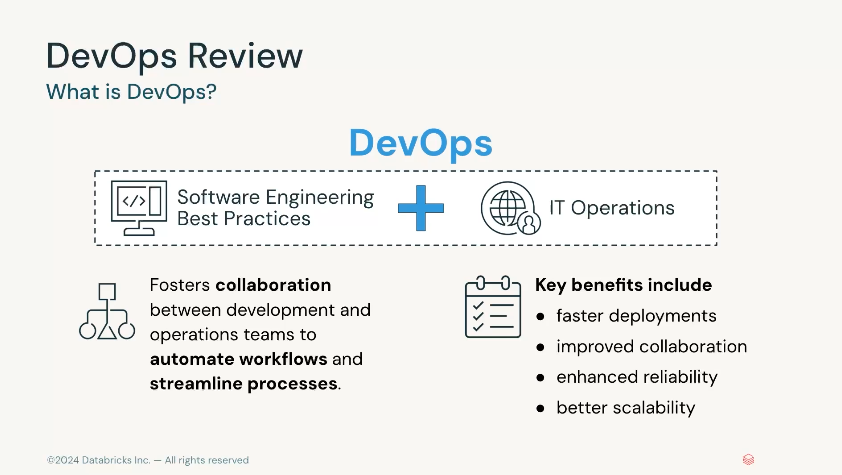 DevOps Review
What is DevOps?
DevOps
Software Engineering
Best Practices
</>
IT Operations
Fosters collaboration
between development and
operations teams to
automate workflows and
streamline processes.
Key benefits include
● faster deployments
● improved collaboration
● enhanced reliability
● better scalability
©2024 Databricks Inc. — All rights reserved